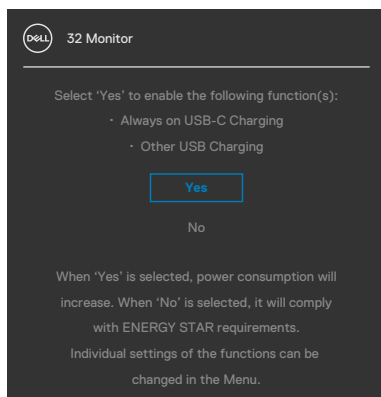 DELL
32 Monitor
Select ‘Yes’ to enable the following function(s):
· Always on USB-C Charging
· Other USB Charging
Yes
No
When ‘Yes’ is selected, power consumption will
increase. When ‘No’ is selected, it will comply
with ENERGY STAR requirements.
Individual settings of the functions can be
changed in the Menu.